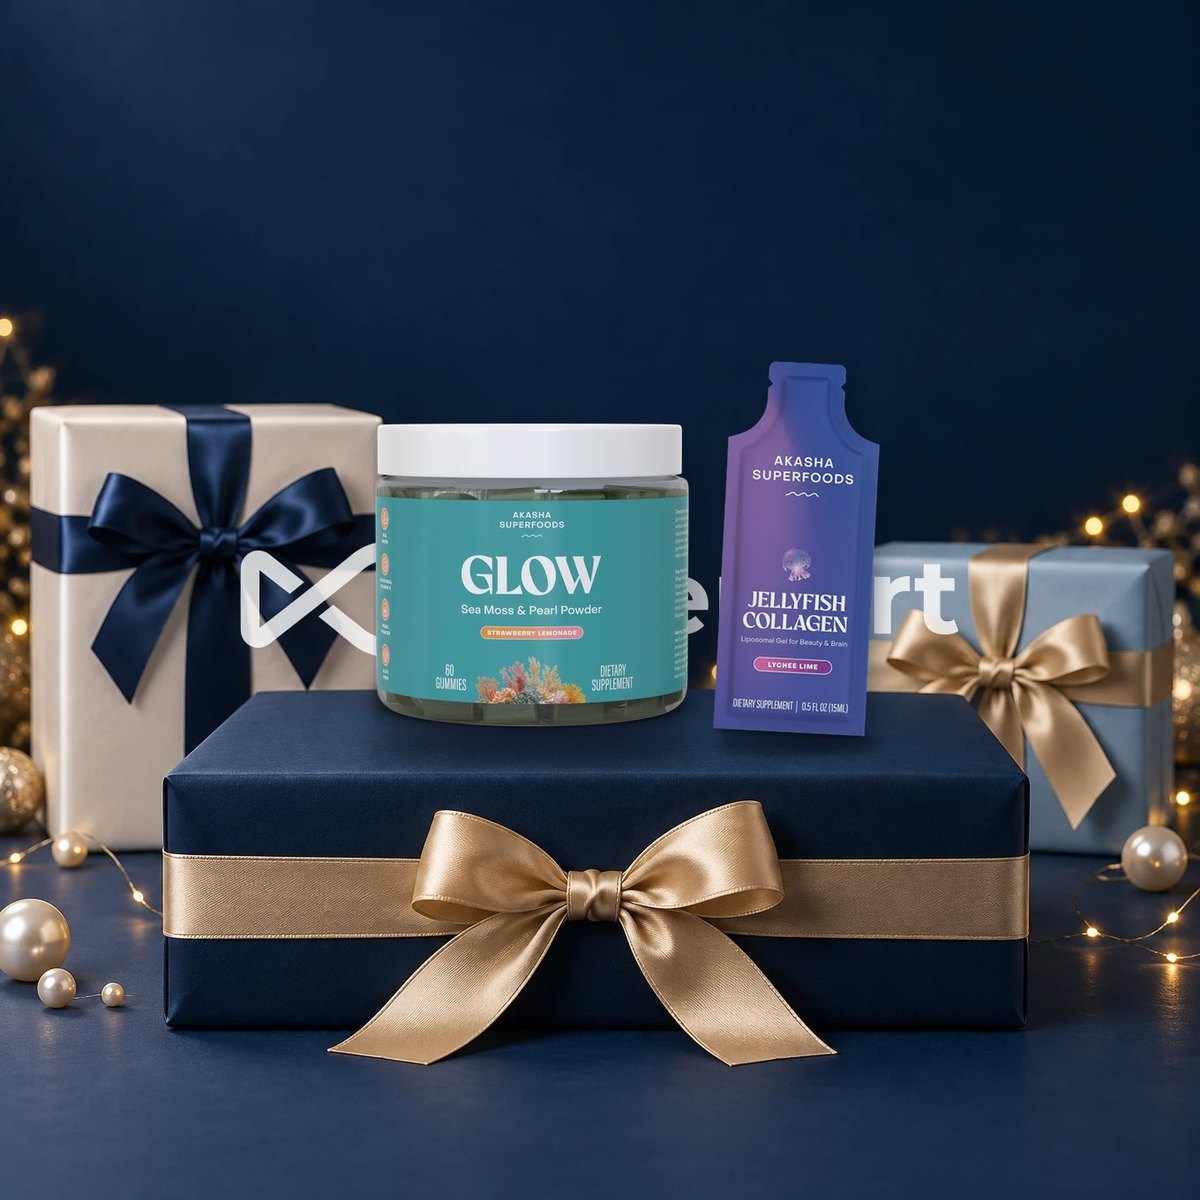 AKASHA
SUPERFOODS
GLOW
Sea Moss & Pearl Powder
STRAWBERRY LEMONADE
60
GUMMIES
DIETARY
SUPPLEMENT
AKASHA
SUPERFOODS
JELLYFISH
COLLAGEN
Liposomal Gel for Beauty & Brain
LYCHEE LIME
DIETARY SUPPLEMENT | 0.5 FL OZ (15ML)